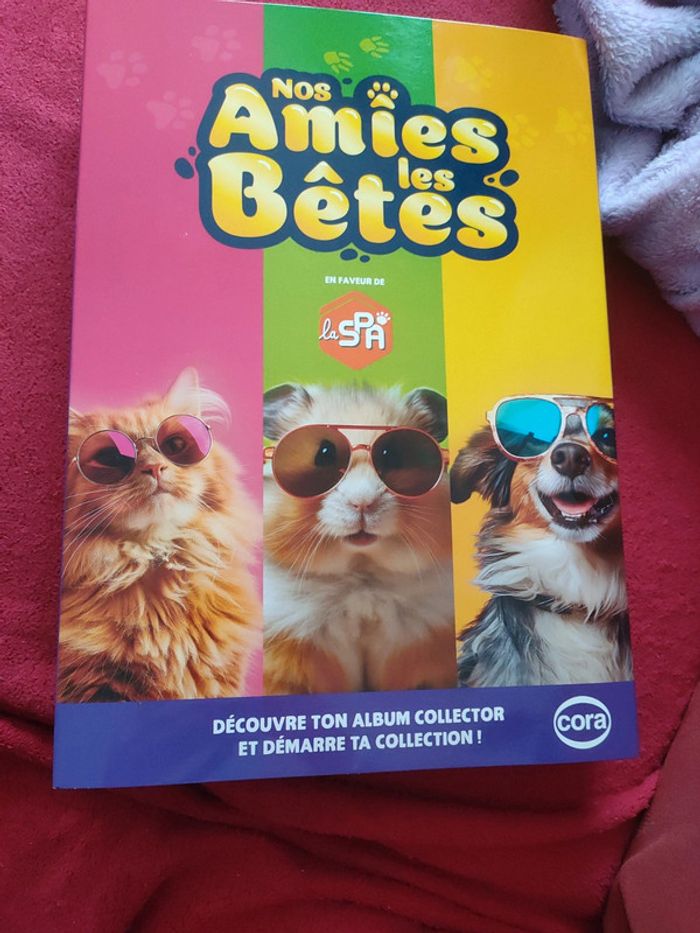 Nos
Amies
les
Bêtes
EN FAVEUR DE
la SPA
DÉCOUVRE TON ALBUM COLLECTOR
ET DÉMARRE TA COLLECTION !
cora